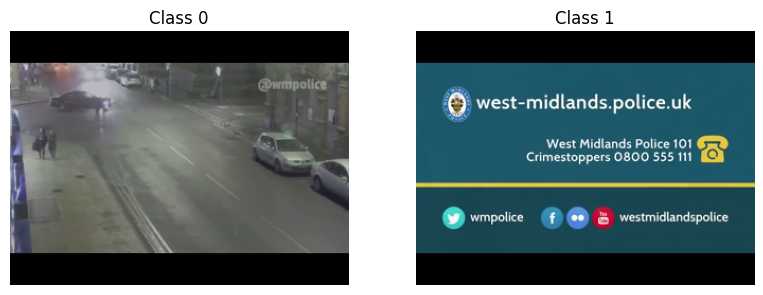 Class 0
@wmpolice
Class 1
west-midlands.police.uk
West Midlands Police 101
Crimestoppers 0800 555 111
wmpolice
westmidlandspolice